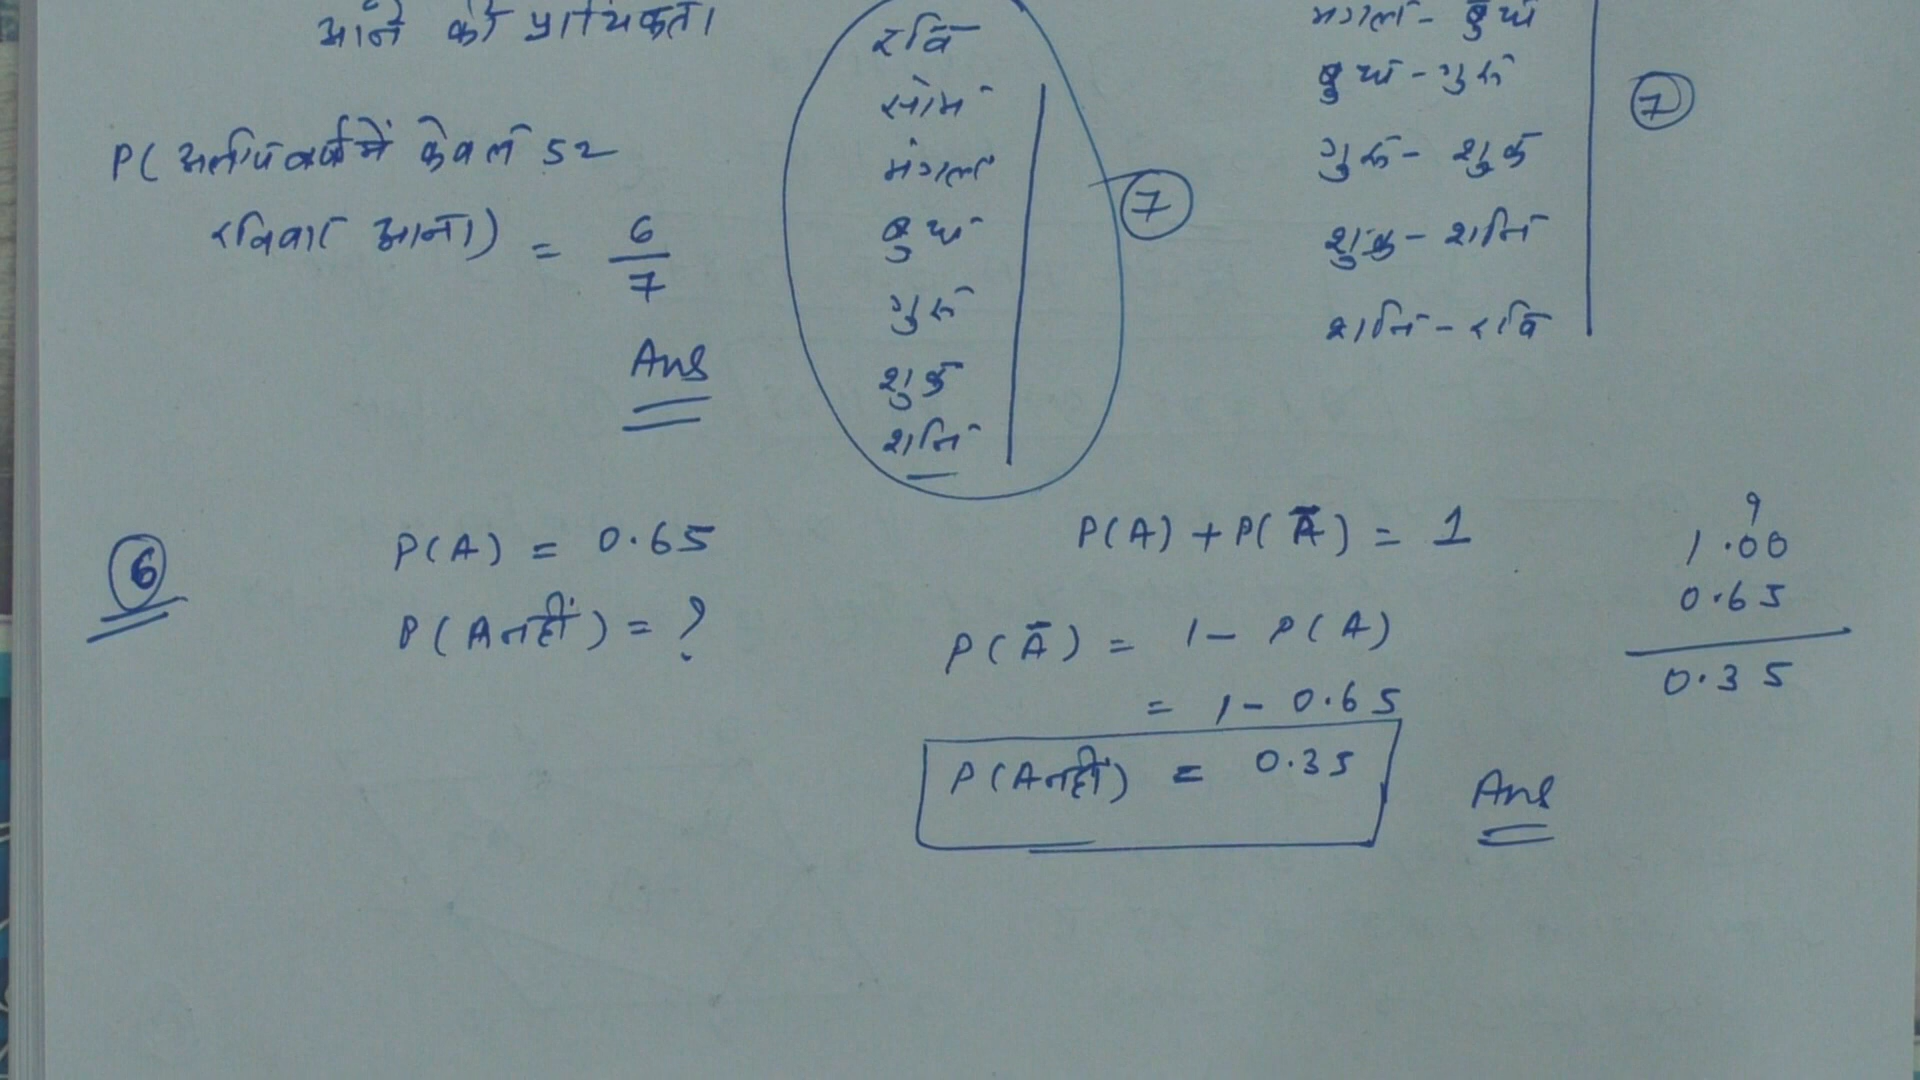 आने की प्रायिकता
P( अलीप वर्ष में केवल 52
रविवार आना) = 6/7
Ans
रवि
सोम
मंगल
बुध
गुरु
शुक्र
शनि
7
मंगल - बुध
बुध - गुरु
गुरु - शुक्र
शुक्र - शनि
शनि - रवि
7
6
P(A) = 0.65
P(A नहीं) = ?
P(A) + P(Ā) = 1
P(Ā) = 1 - P(A)
= 1 - 0.65
P(A नहीं) = 0.35
Ans
9
1.00
0.65
0.35